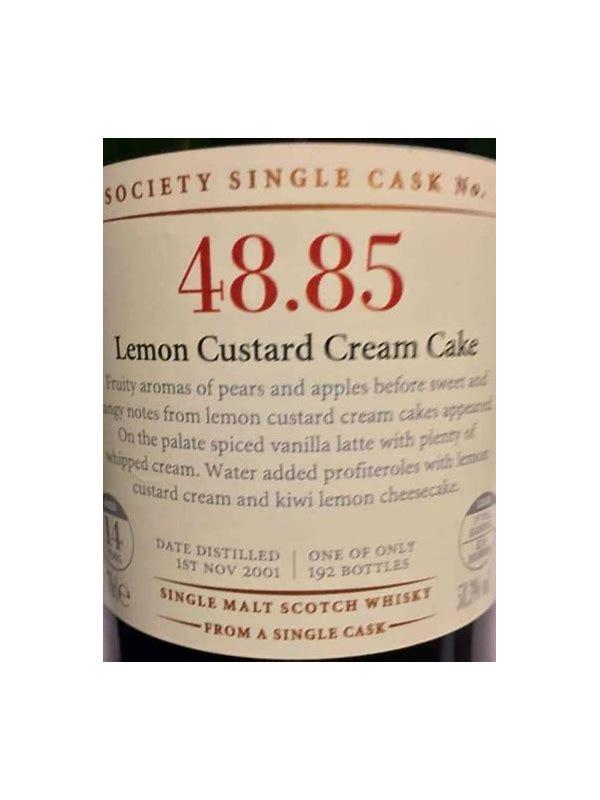 SOCIETY SINGLE CASK No.
48.85
Lemon Custard Cream Cake
Fruity aromas of pears and apples before sweet and
tangy notes from lemon custard cream cakes appeared.
On the palate spiced vanilla latte with plenty of
whipped cream. Water added profiteroles with lemon
custard cream and kiwi lemon cheesecake.
14
YEARS
DATE DISTILLED
1ST NOV 2001
ONE OF ONLY
192 BOTTLES
SINGLE MALT SCOTCH WHISKY
FROM A SINGLE CASK